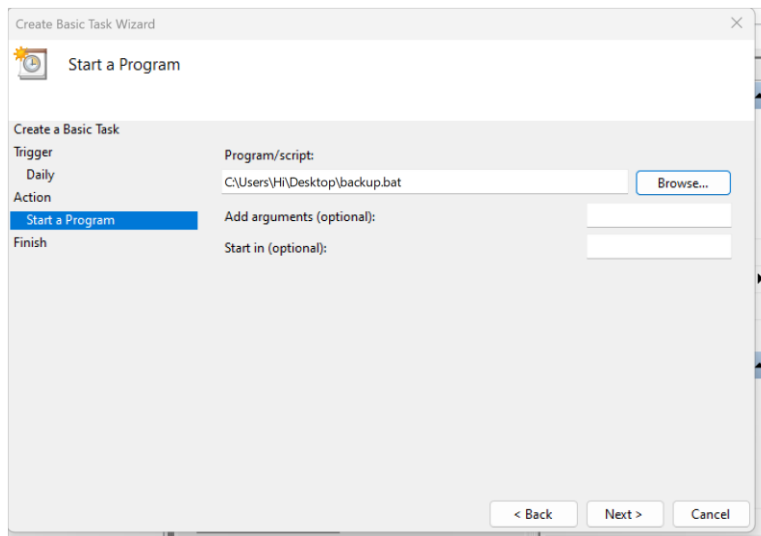 Create Basic Task Wizard
Start a Program
Create a Basic Task
Trigger
Daily
Action
Start a Program
Finish
Program/script:
C:\Users\Hi\Desktop\backup.bat
Browse...
Add arguments (optional):
Start in (optional):
< Back
Next >
Cancel